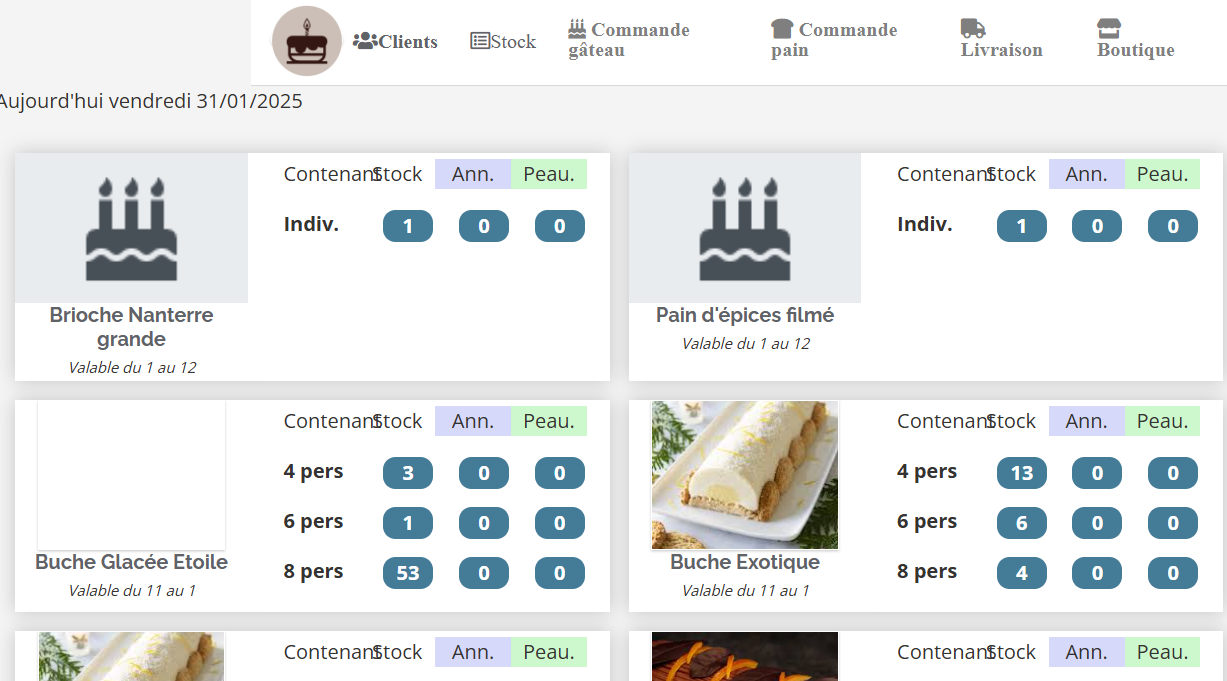 Clients
Stock
Commande
gâteau
Commande
pain
Livraison
Boutique
Aujourd'hui vendredi 31/01/2025
Contenant Stock Ann. Peau.
Indiv. 1 0 0
Brioche Nanterre
grande
Valable du 1 au 12
Contenant Stock Ann. Peau.
Indiv. 1 0 0
Pain d'épices filmé
Valable du 1 au 12
Contenant Stock Ann. Peau.
4 pers 3 0 0
6 pers 1 0 0
8 pers 53 0 0
Buche Glacée Etoile
Valable du 11 au 1
Contenant Stock Ann. Peau.
4 pers 13 0 0
6 pers 6 0 0
8 pers 4 0 0
Buche Exotique
Valable du 11 au 1
Contenant Stock Ann. Peau.
Contenant Stock Ann. Peau.